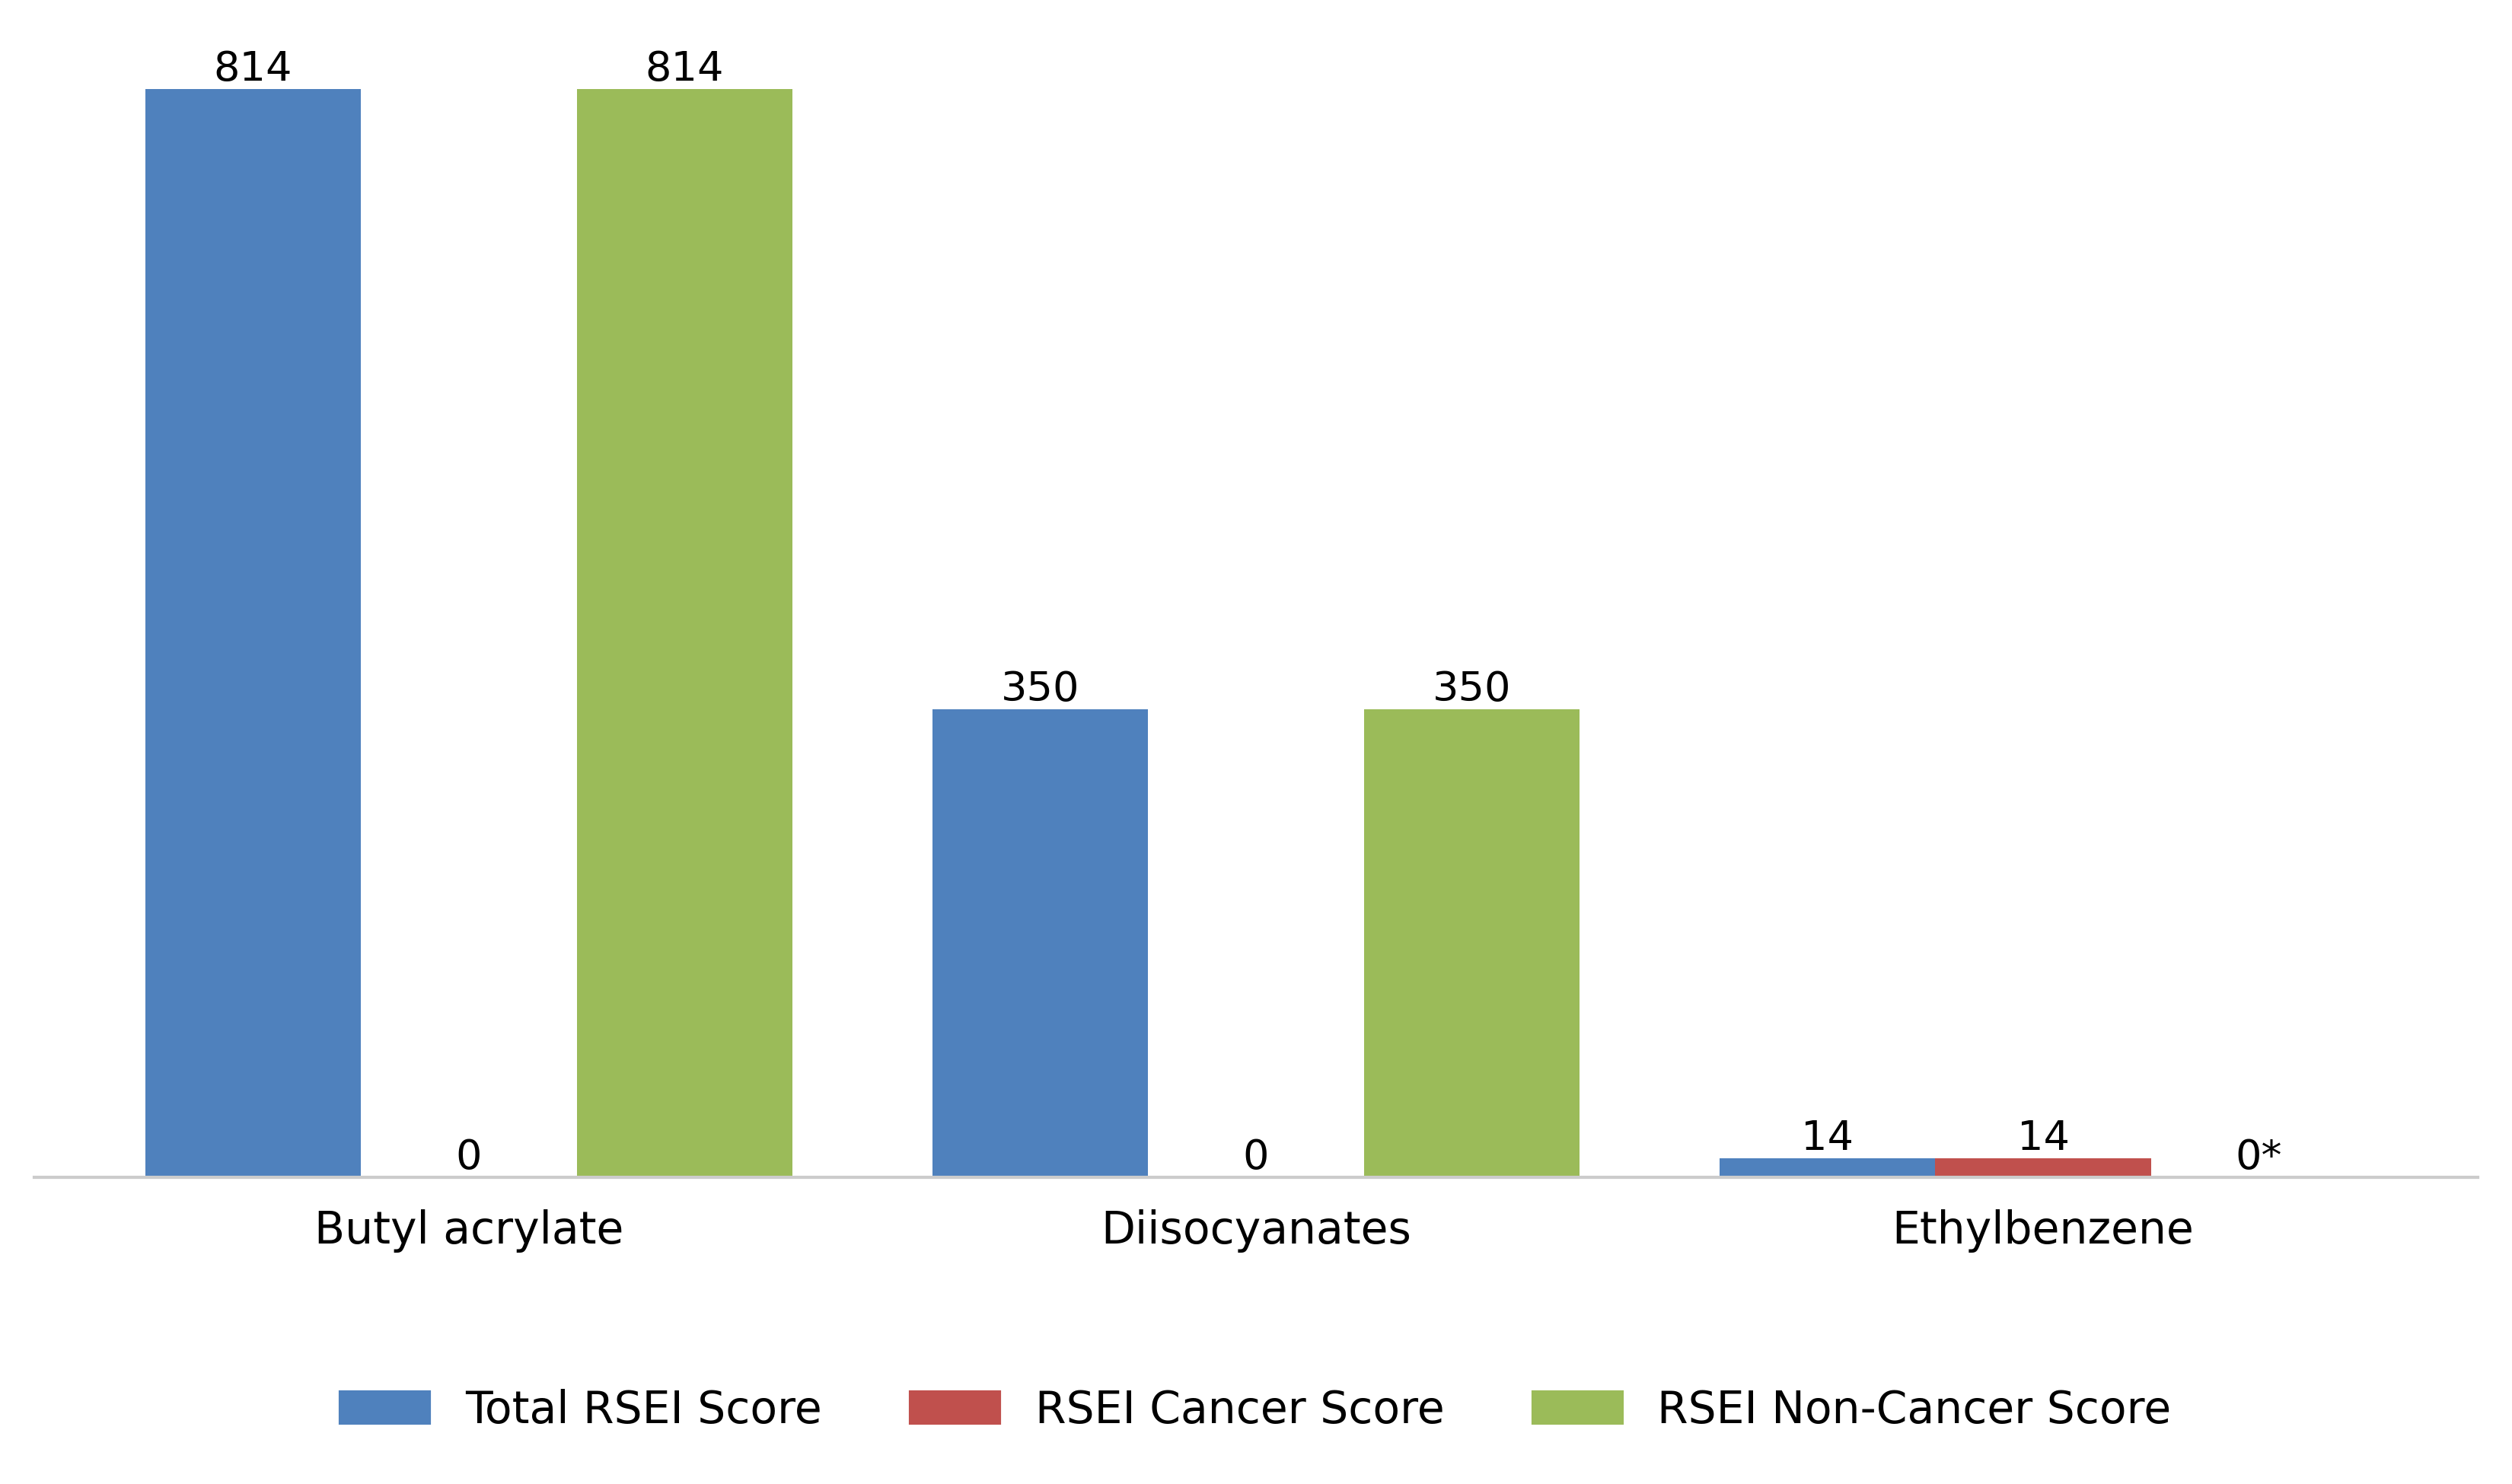 814 814
350 350
14 14
0 0 0*
Butyl acrylate Diisocyanates Ethylbenzene
Total RSEI Score RSEI Cancer Score RSEI Non-Cancer Score